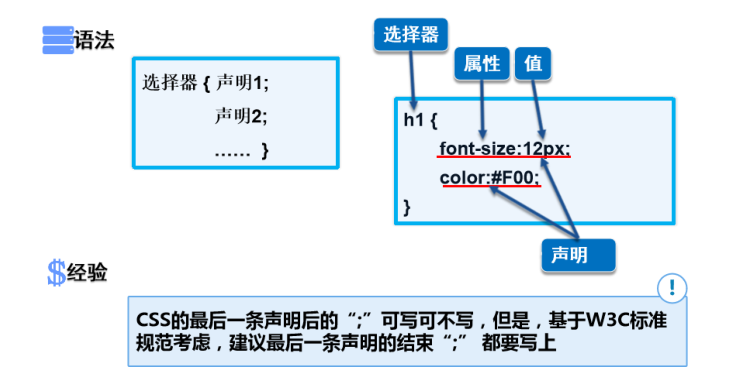 语法
选择器 { 声明1;
声明2;
…… }
选择器
属性
值
h1 {
font-size:12px;
color:#F00;
}
声明
$经验
!
CSS的最后一条声明后的“;”可写可不写，但是，基于W3C标准
规范考虑，建议最后一条声明的结束“;” 都要写上